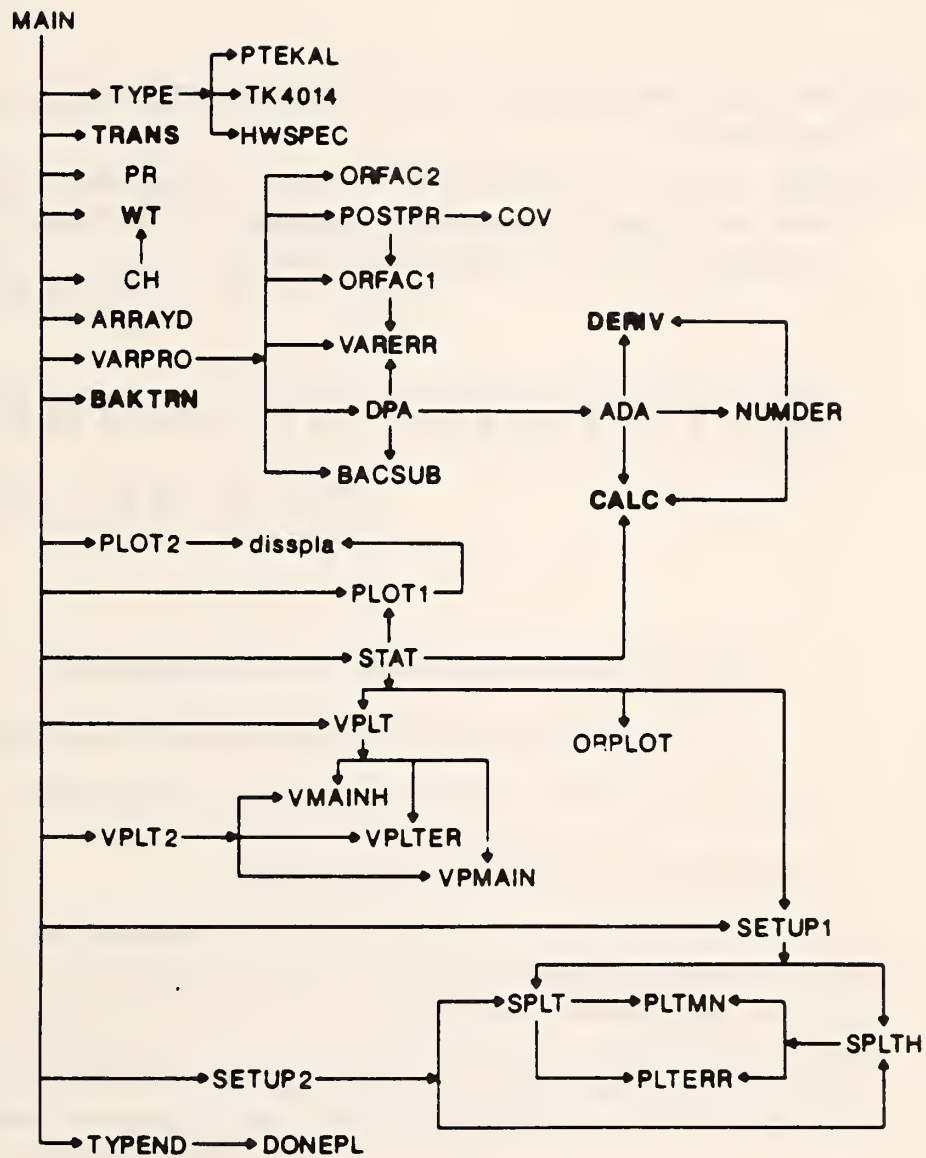 MAIN
PTEKAL
TYPE TK4014
TRANS HWSPEC
PR ORFAC2
WT POSTPR COV
CH ORFAC1
ARRAYD DERIV
VARPRO VARERR
BAKTRN DPA ADA NUMDER
BACSUB
CALC
PLOT2 disspla
PLOT1
STAT
VPLT
ORPLOT
VMAINH
VPLT2 VPLTER
VPMAIN
SETUP1
SPLT PLTMN
SPLTH
SETUP2 PLTERR
TYPEND DONEPL